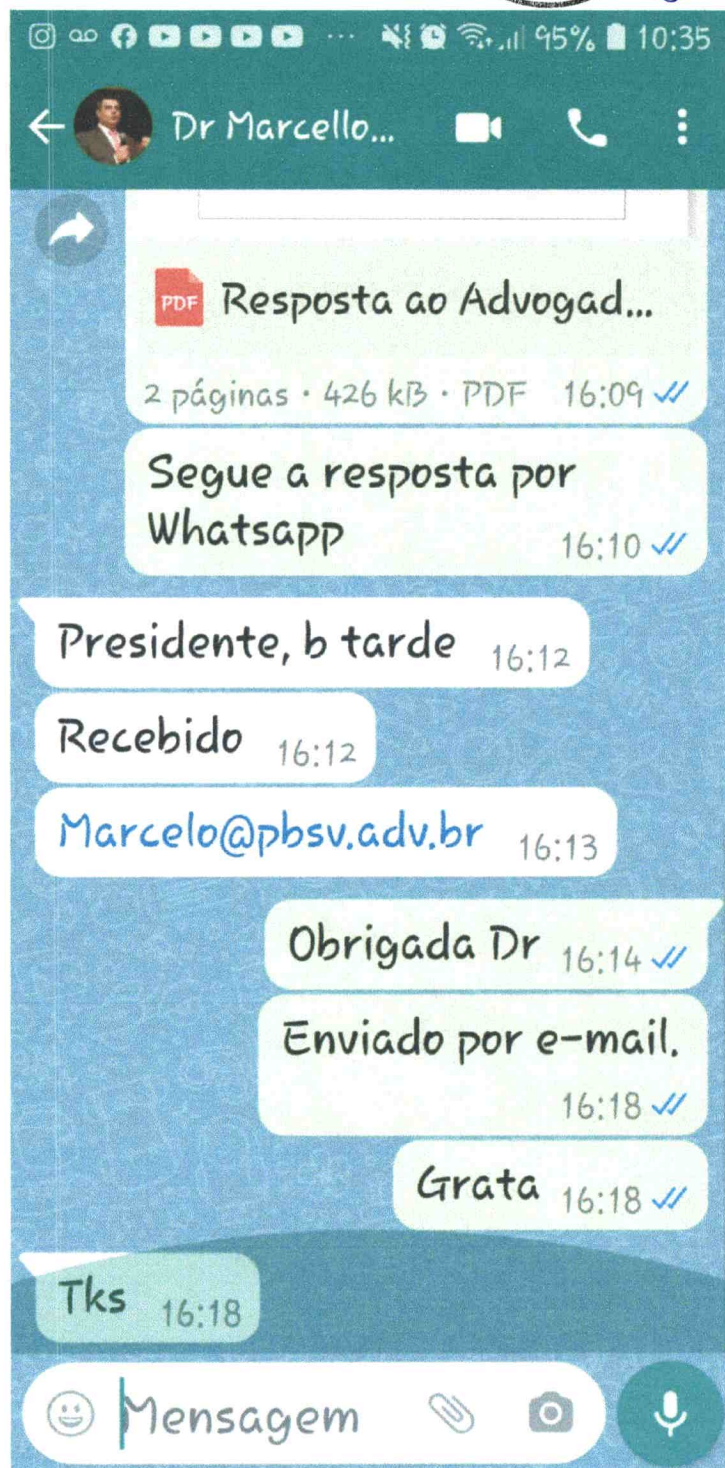 95% 10:35
Dr Marcello...
PDF Resposta ao Advogad...
2 páginas · 426 kB · PDF 16:09
Segue a resposta por
Whatsapp 16:10
Presidente, b tarde 16:12
Recebido 16:12
Marcelo@pbsv.adv.br 16:13
Obrigada Dr 16:14
Enviado por e-mail.
16:18
Grata 16:18
Tks 16:18
Mensagem